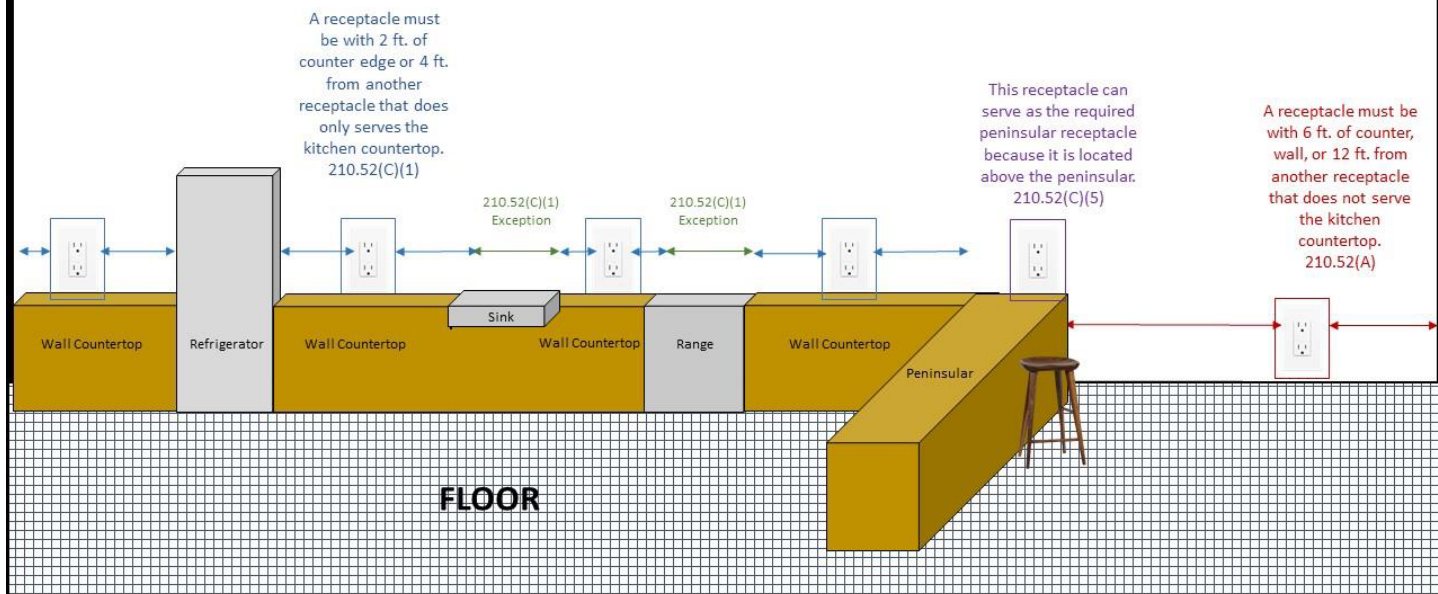 A receptacle must
be with 2 ft. of
counter edge or 4 ft.
from another
receptacle that does
only serves the
kitchen countertop.
210.52(C)(1)
This receptacle can
serve as the required
peninsular receptacle
because it is located
above the peninsular.
210.52(C)(5)
A receptacle must be
with 6 ft. of counter,
wall, or 12 ft. from
another receptacle
that does not serve
the kitchen
countertop.
210.52(A)
210.52(C)(1)
Exception
210.52(C)(1)
Exception
Wall Countertop
Refrigerator
Wall Countertop
Sink
Wall Countertop
Range
Wall Countertop
Peninsular
FLOOR